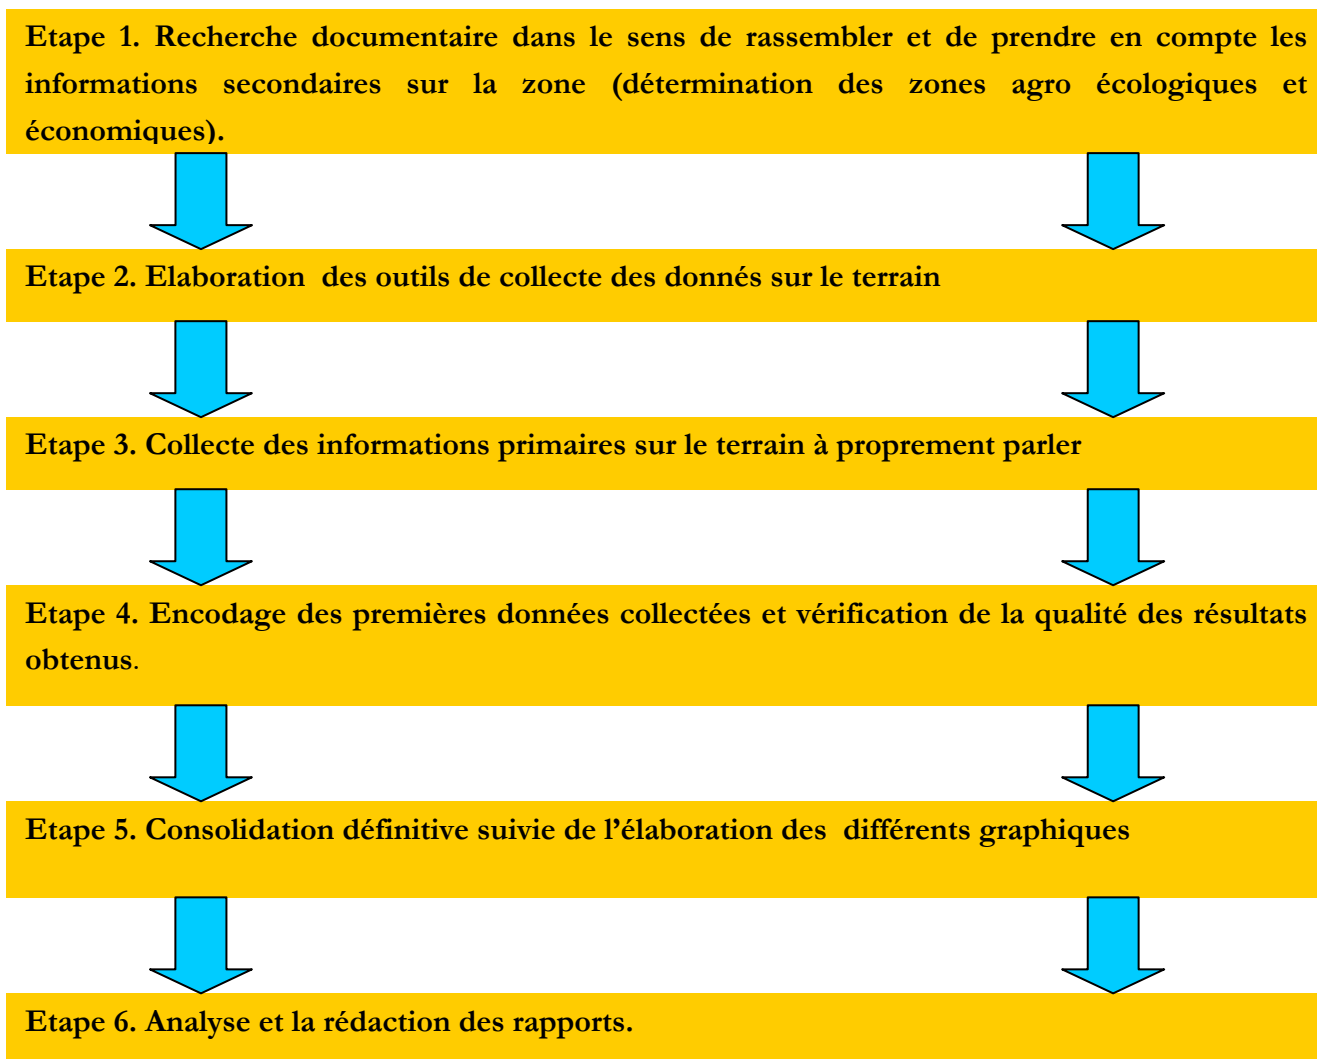 Etape 1. Recherche documentaire dans le sens de rassembler et de prendre en compte les
informations secondaires sur la zone (détermination des zones agro écologiques et
économiques).
Etape 2. Elaboration  des outils de collecte des donnés sur le terrain
Etape 3. Collecte des informations primaires sur le terrain à proprement parler
Etape 4. Encodage des premières données collectées et vérification de la qualité des résultats
obtenus.
Etape 5. Consolidation définitive suivie de l’élaboration des  différents graphiques
Etape 6. Analyse et la rédaction des rapports.